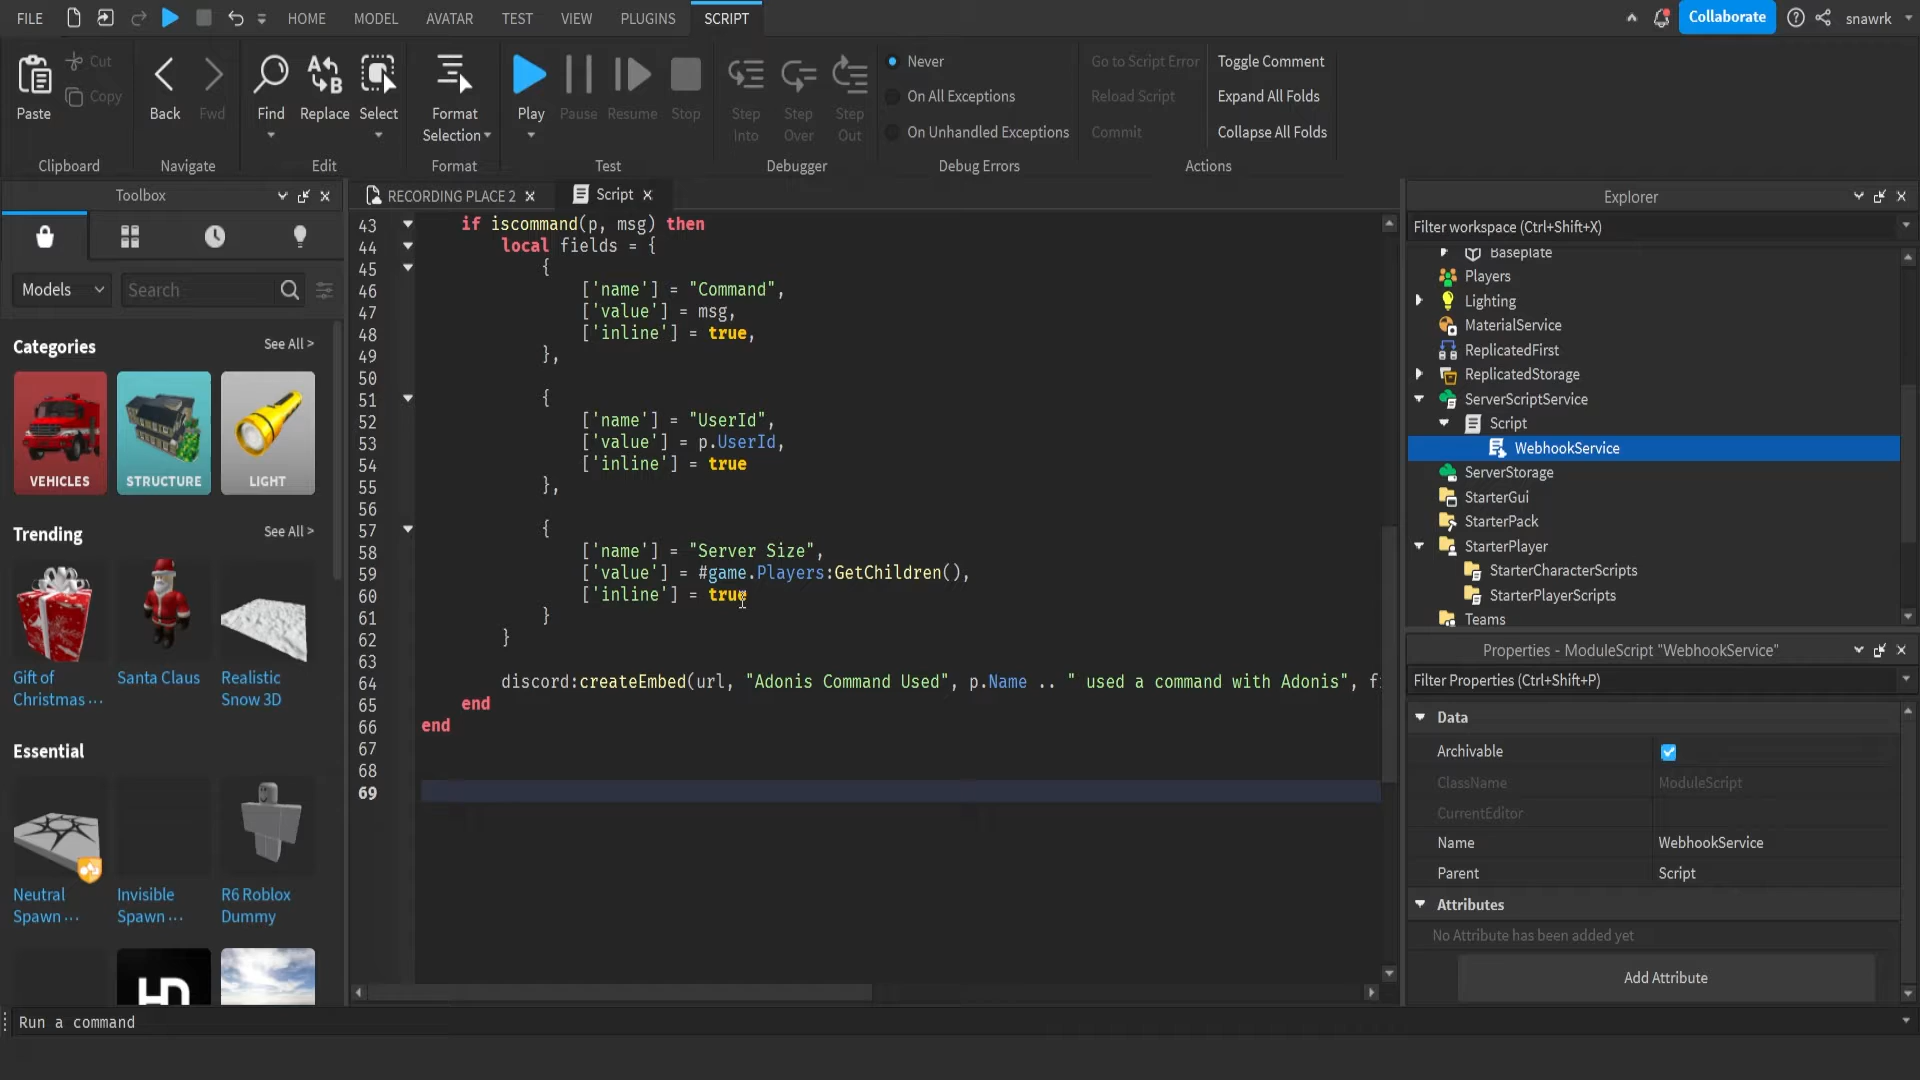 FILE HOME MODEL AVATAR TEST VIEW PLUGINS SCRIPT Collaborate snawrk
Paste Cut Copy Back Fwd Find Replace Select Format Selection Play Pause Resume Stop Step Into Step Over Step Out
Never
On All Exceptions
On Unhandled Exceptions
Go to Script Error
Reload Script
Commit
Toggle Comment
Expand All Folds
Collapse All Folds
Clipboard Navigate Edit Format Test Debugger Debug Errors Actions
Toolbox
Models Search
Categories See All >
VEHICLES STRUCTURE LIGHT
Trending See All >
Gift of Christmas ... Santa Claus Realistic Snow 3D
Essential
Neutral Spawn ... Invisible Spawn ... R6 Roblox Dummy
HD
RECORDING PLACE 2 Script
43 if iscommand(p, msg) then
44 local fields = {
45 {
46 ['name'] = "Command",
47 ['value'] = msg,
48 ['inline'] = true,
49 },
50
51 {
52 ['name'] = "UserId",
53 ['value'] = p.UserId,
54 ['inline'] = true
55 },
56
57 {
58 ['name'] = "Server Size",
59 ['value'] = #game.Players:GetChildren(),
60 ['inline'] = true
61 }
62 }
63
64 discord:createEmbed(url, "Adonis Command Used", p.Name .. " used a command with Adonis", f
65 end
66 end
67
68
69
Explorer
Filter workspace (Ctrl+Shift+X)
Baseplate
Players
Lighting
MaterialService
ReplicatedFirst
ReplicatedStorage
ServerScriptService
Script
WebhookService
ServerStorage
StarterGui
StarterPack
StarterPlayer
StarterCharacterScripts
StarterPlayerScripts
Teams
Properties - ModuleScript "WebhookService"
Filter Properties (Ctrl+Shift+P)
Data
Archivable
ClassName ModuleScript
CurrentEditor
Name WebhookService
Parent Script
Attributes
No Attribute has been added yet
Add Attribute
Run a command